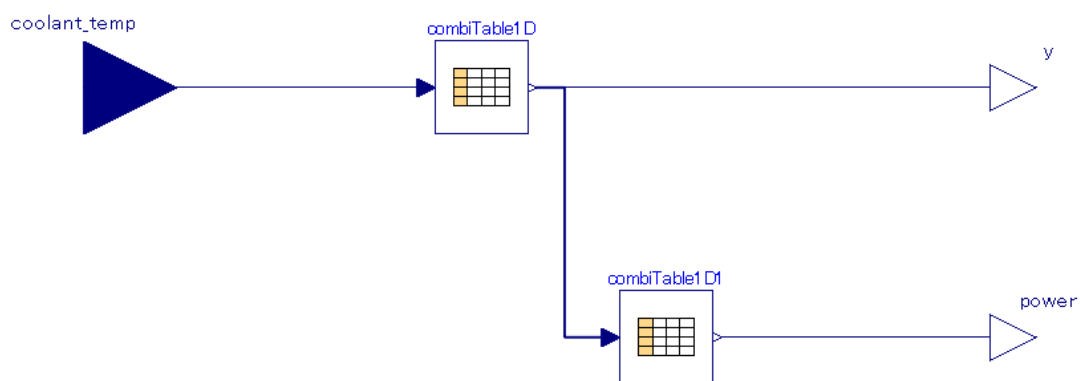 coolant_temp
combiTable1D
y
combiTable1D1
power